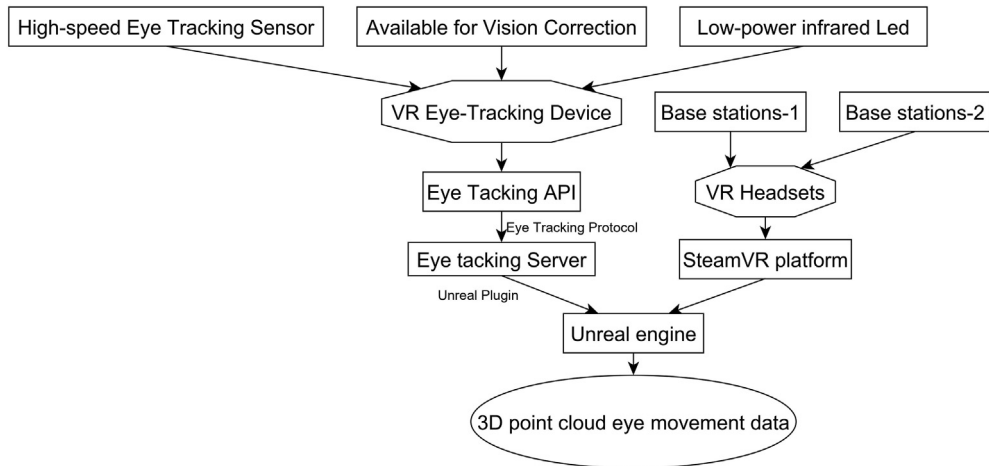 High-speed Eye Tracking Sensor
Available for Vision Correction
Low-power infrared Led
VR Eye-Tracking Device
Base stations-1
Base stations-2
Eye Tacking API
VR Headsets
Eye Tracking Protocol
Eye tacking Server
SteamVR platform
Unreal Plugin
Unreal engine
3D point cloud eye movement data